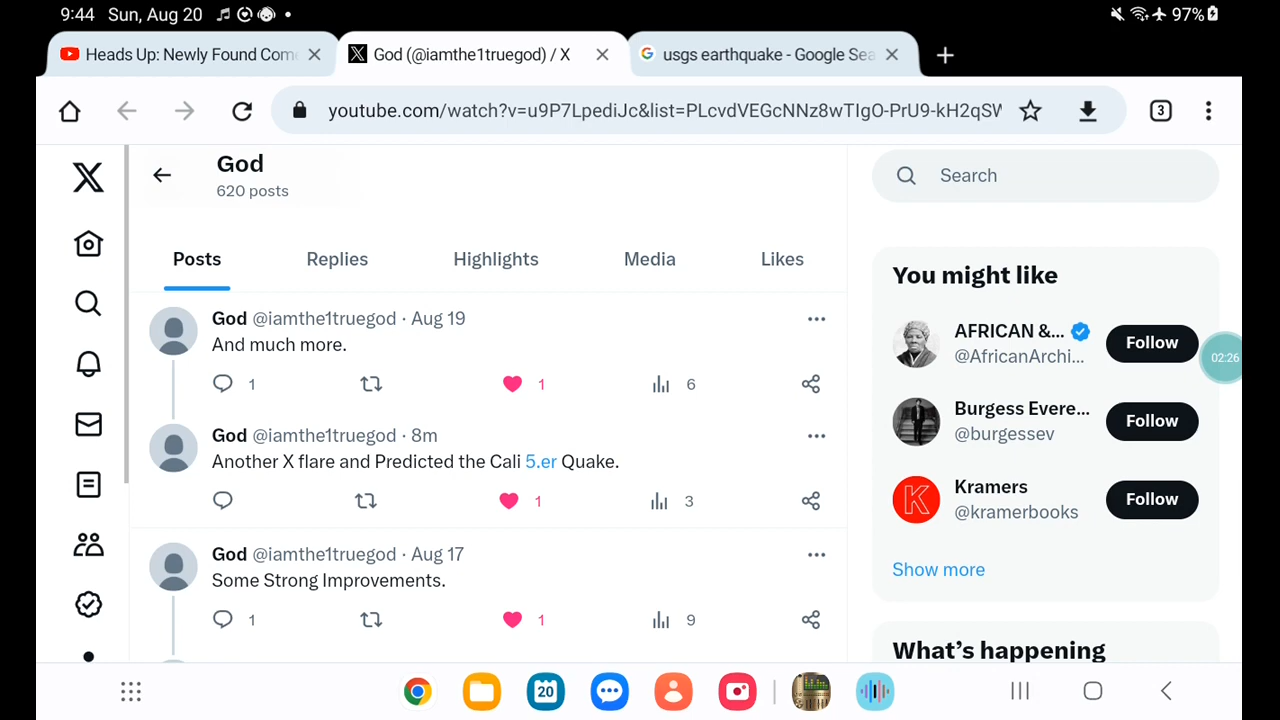 9:44 Sun, Aug 20 97%
Heads Up: Newly Found Com God (@iamthe1truegod) / X usgs earthquake - Google Sea
youtube.com/watch?v=u9P7LpediJc&list=PLcvdVEGcNNz8wTIgO-PrU9-kH2qSW 3
God
620 posts
Posts Replies Highlights Media Likes
God @iamthe1truegod · Aug 19
And much more.
1 1 6
God @iamthe1truegod · 8m
Another X flare and Predicted the Cali 5.er Quake.
1 3
God @iamthe1truegod · Aug 17
Some Strong Improvements.
1 1 9
Search
You might like
AFRICAN &...
@AfricanArchi...
Follow
Burgess Evere...
@burgessev
Follow
Kramers
@kramerbooks
Follow
Show more
What's happening
02:26
20